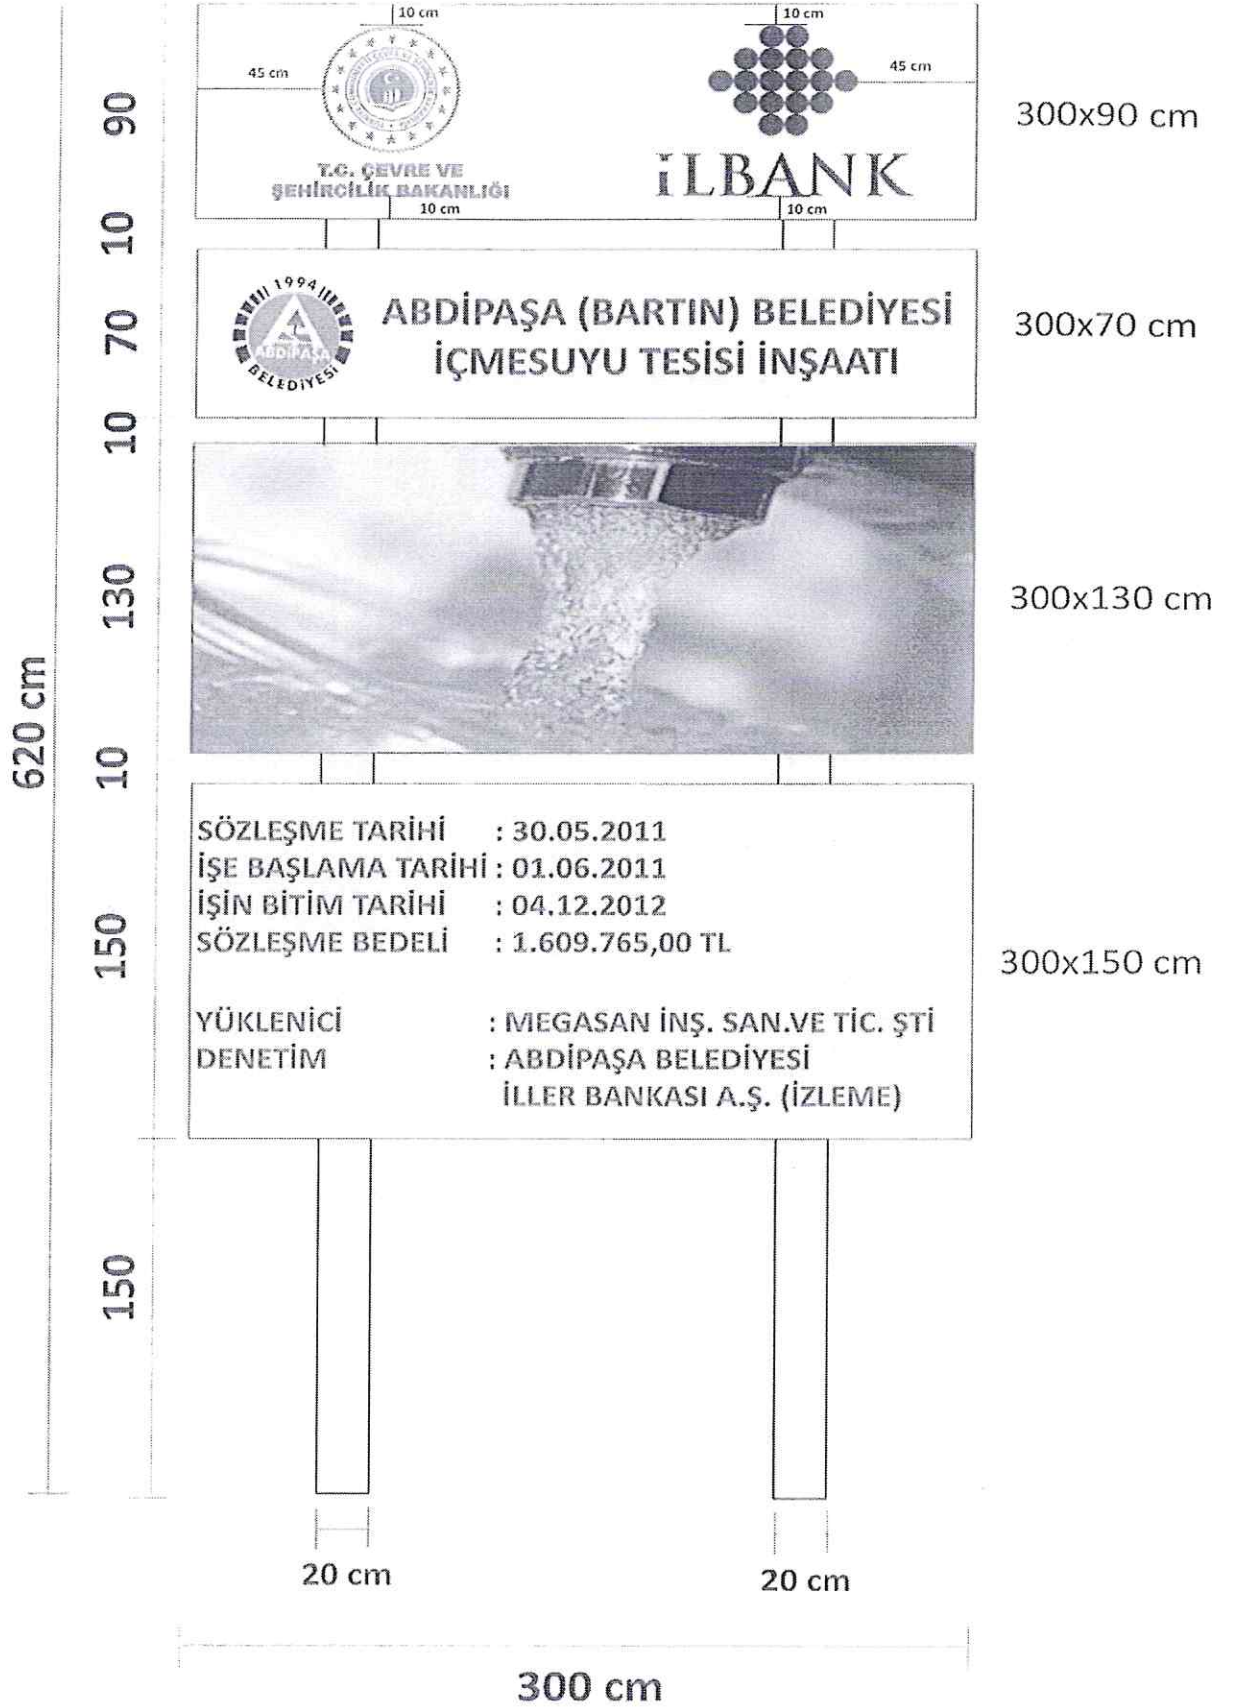 10 cm
10 cm
45 cm
45 cm
T.C. ÇEVRE VE
ŞEHİRCİLİK BAKANLIĞI
İLBANK
10 cm
10 cm
300x90 cm
90
10
1994
ABDİPAŞA
BELEDİYESİ
ABDİPAŞA (BARTIN) BELEDİYESİ
İÇMESUYU TESİSİ İNŞAATI
300x70 cm
70
10
300x130 cm
130
620 cm
10
SÖZLEŞME TARİHİ : 30.05.2011
İŞE BAŞLAMA TARİHİ : 01.06.2011
İŞİN BİTİM TARİHİ : 04.12.2012
SÖZLEŞME BEDELİ : 1.609.765,00 TL
YÜKLENİCİ : MEGASAN İNŞ. SAN.VE TİC. ŞTİ
DENETİM : ABDİPAŞA BELEDİYESİ
İLLER BANKASI A.Ş. (İZLEME)
300x150 cm
150
150
20 cm
20 cm
300 cm